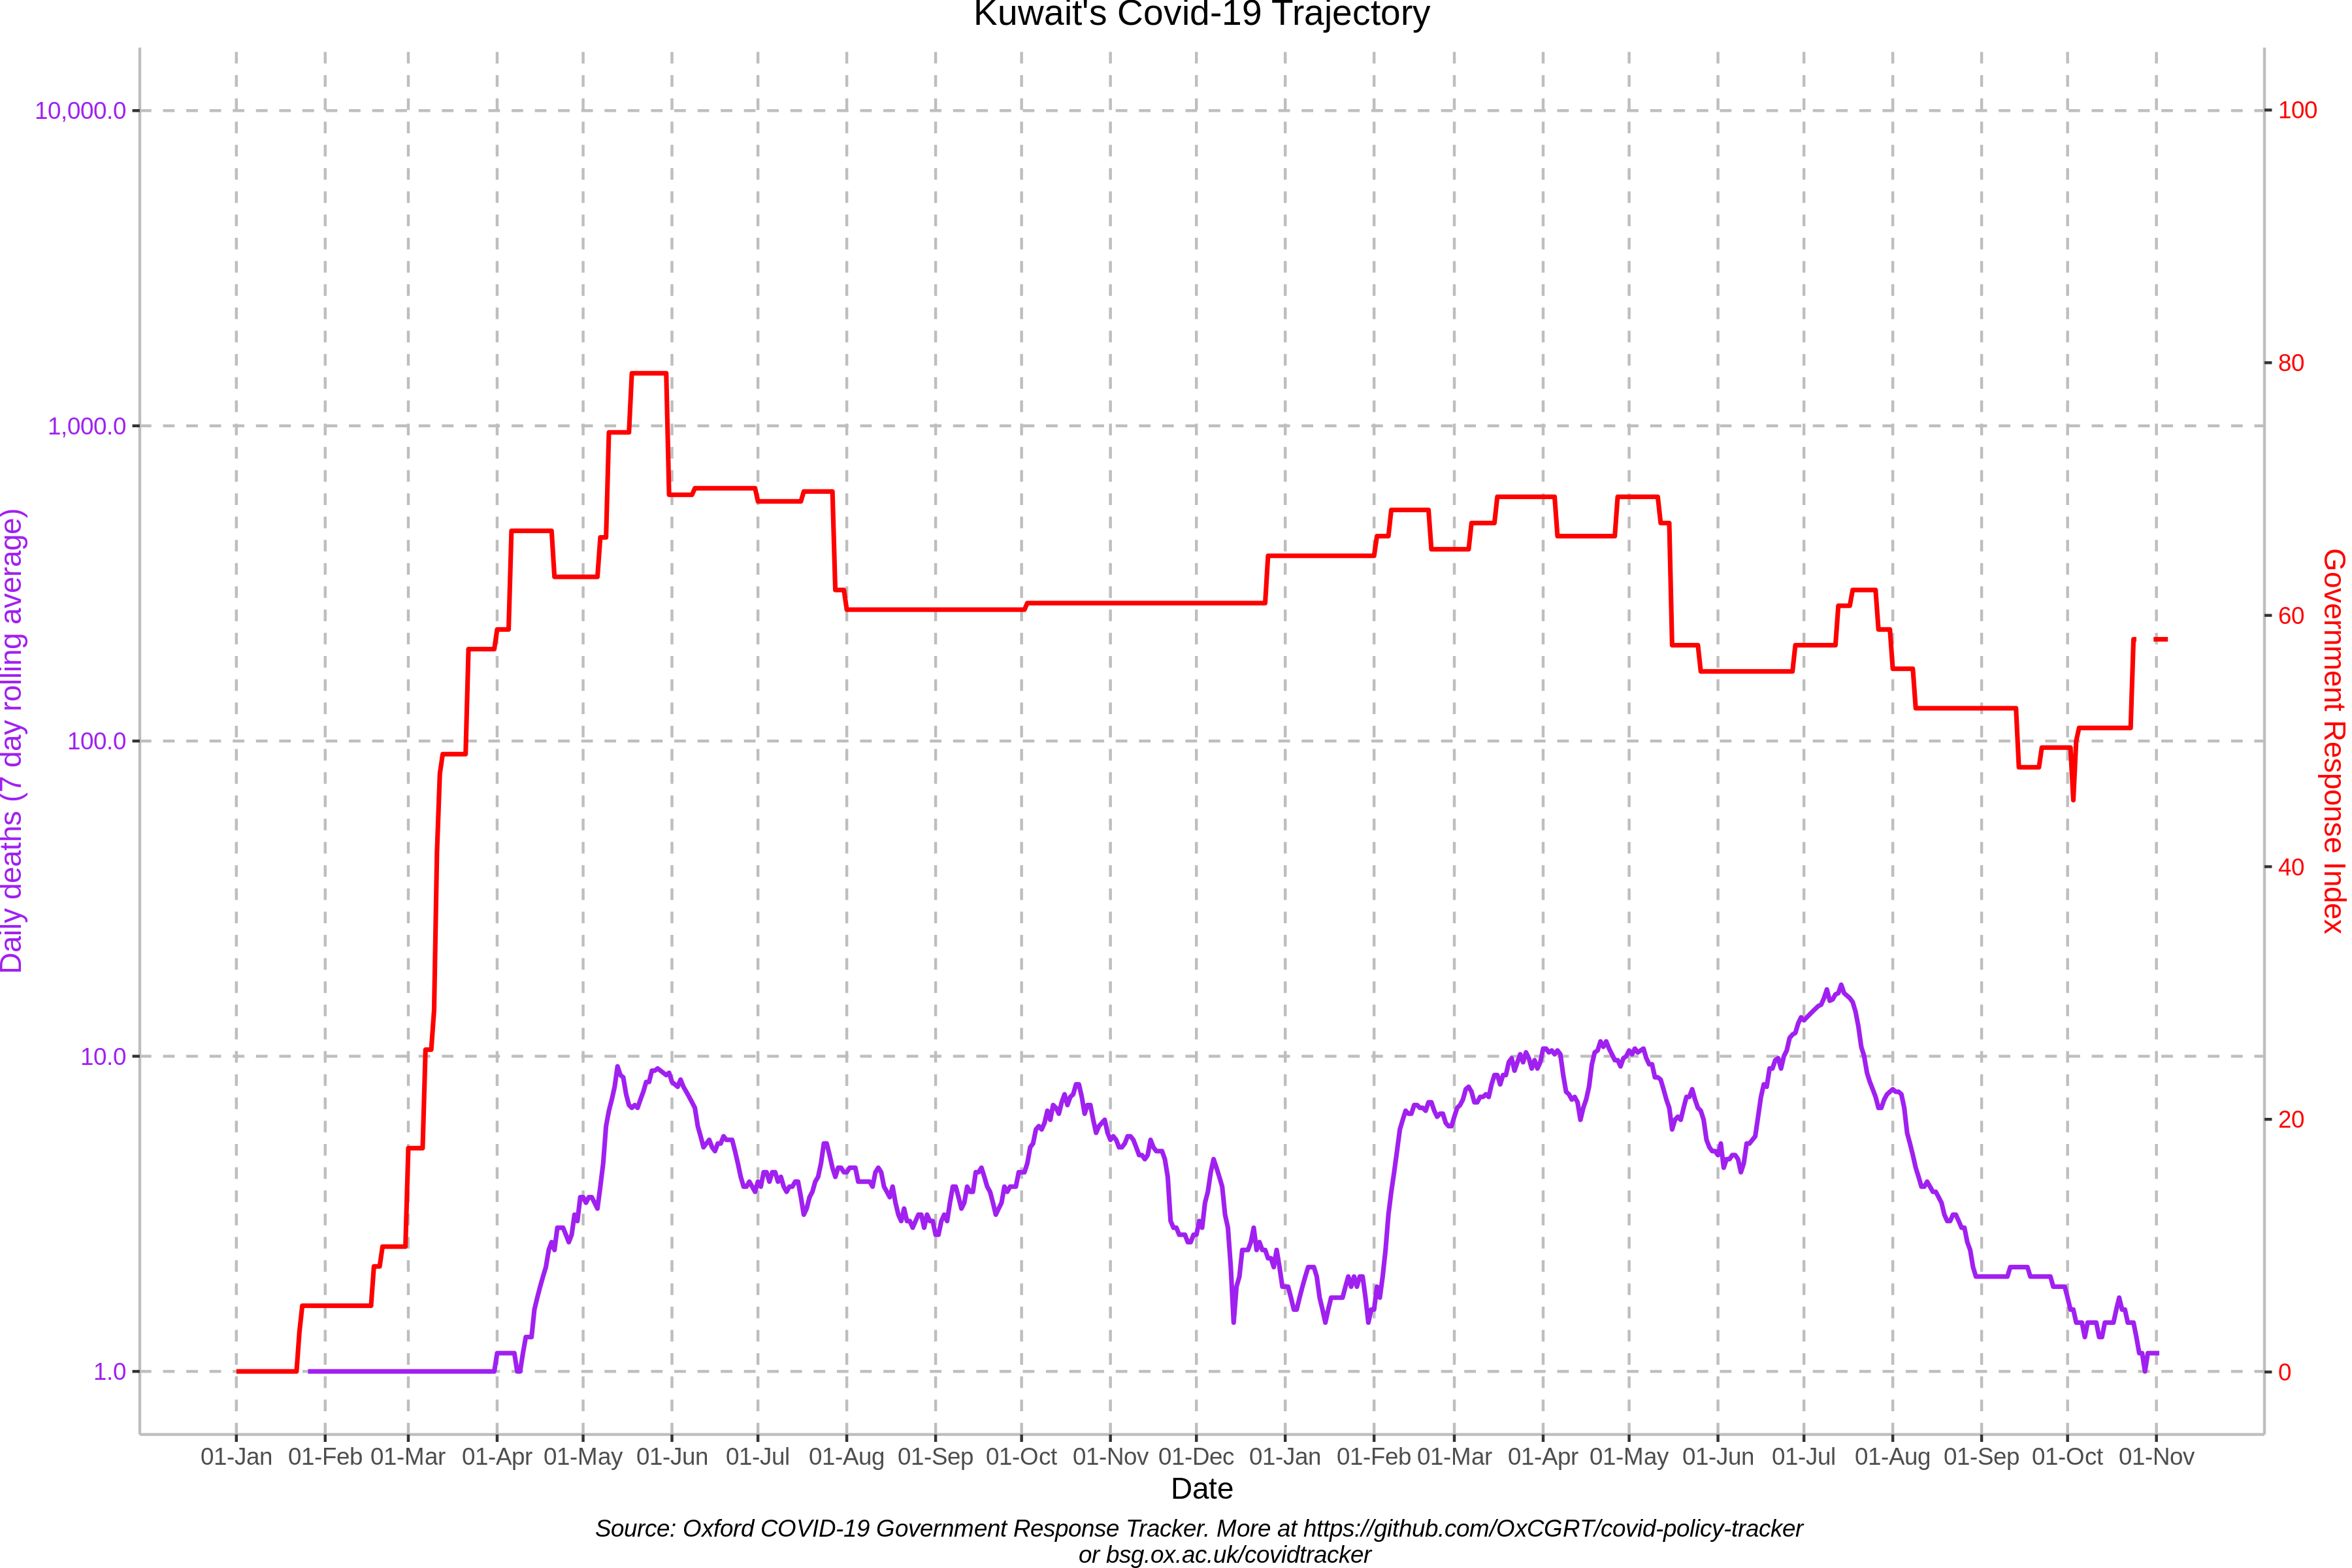 Kuwait's Covid-19 Trajectory
Daily deaths (7 day rolling average)
10,000.0
1,000.0
100.0
10.0
1.0
100
80
60
40
20
0
Government Response Index
01-Jan 01-Feb 01-Mar 01-Apr 01-May 01-Jun 01-Jul 01-Aug 01-Sep 01-Oct 01-Nov 01-Dec 01-Jan 01-Feb 01-Mar 01-Apr 01-May 01-Jun 01-Jul 01-Aug 01-Sep 01-Oct 01-Nov
Date
Source: Oxford COVID-19 Government Response Tracker. More at https://github.com/OxCGRT/covid-policy-tracker
or bsg.ox.ac.uk/covidtracker